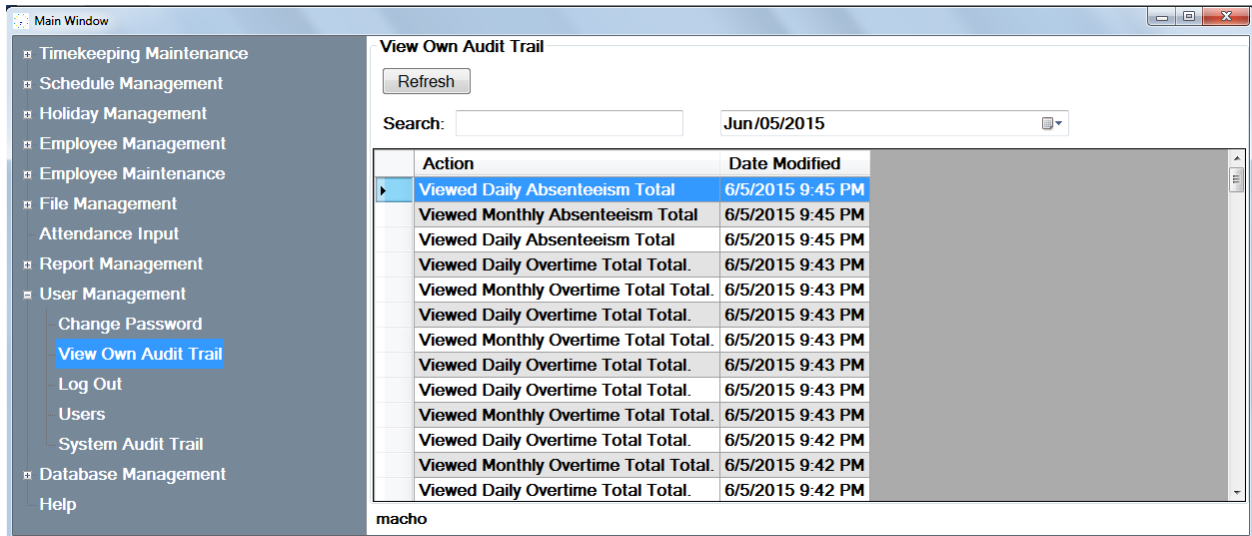 Main Window
Timekeeping Maintenance
Schedule Management
Holiday Management
Employee Management
Employee Maintenance
File Management
Attendance Input
Report Management
User Management
Change Password
View Own Audit Trail
Log Out
Users
System Audit Trail
Database Management
Help
View Own Audit Trail
Refresh
Search:
Jun/05/2015
Action Date Modified
Viewed Daily Absenteeism Total 6/5/2015 9:45 PM
Viewed Monthly Absenteeism Total 6/5/2015 9:45 PM
Viewed Daily Absenteeism Total 6/5/2015 9:45 PM
Viewed Daily Overtime Total Total. 6/5/2015 9:43 PM
Viewed Monthly Overtime Total Total. 6/5/2015 9:43 PM
Viewed Daily Overtime Total Total. 6/5/2015 9:43 PM
Viewed Monthly Overtime Total Total. 6/5/2015 9:43 PM
Viewed Daily Overtime Total Total. 6/5/2015 9:43 PM
Viewed Daily Overtime Total Total. 6/5/2015 9:43 PM
Viewed Monthly Overtime Total Total. 6/5/2015 9:43 PM
Viewed Daily Overtime Total Total. 6/5/2015 9:42 PM
Viewed Monthly Overtime Total Total. 6/5/2015 9:42 PM
Viewed Daily Overtime Total Total. 6/5/2015 9:42 PM
macho